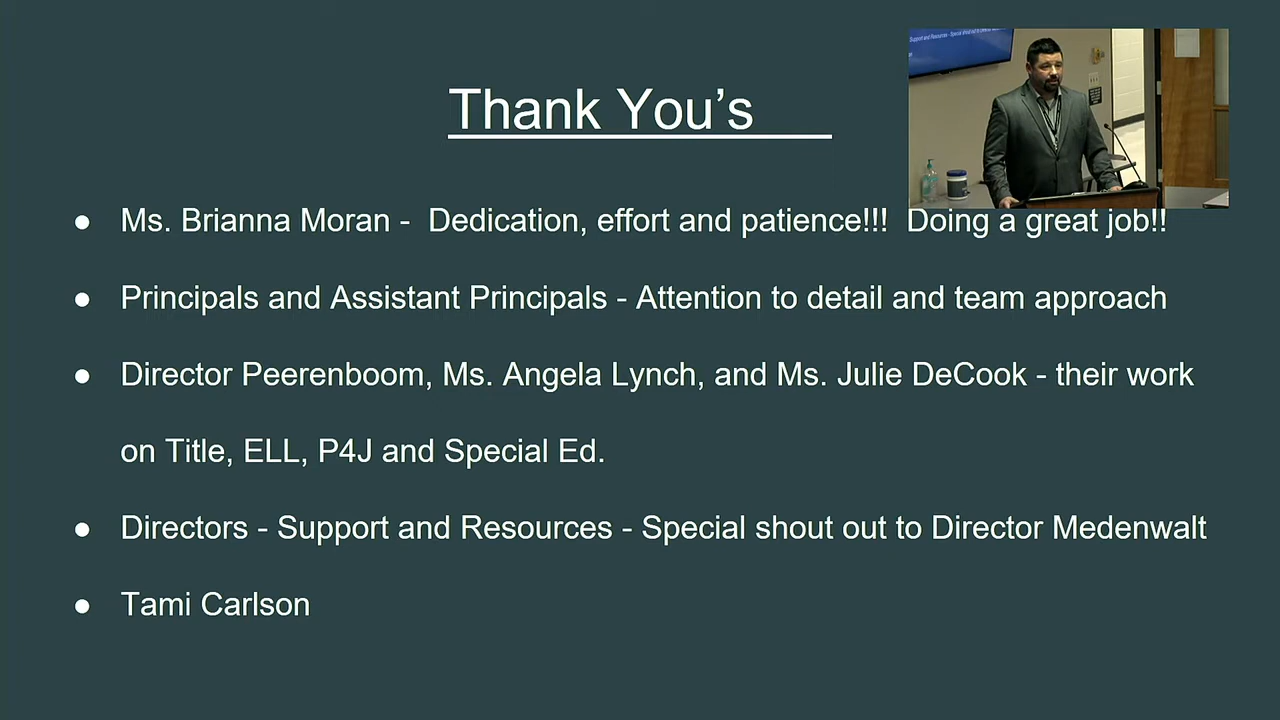 Thank You’s
● Ms. Brianna Moran - Dedication, effort and patience!!! Doing a great job!!
● Principals and Assistant Principals - Attention to detail and team approach
● Director Peerenboom, Ms. Angela Lynch, and Ms. Julie DeCook - their work
on Title, ELL, P4J and Special Ed.
● Directors - Support and Resources - Special shout out to Director Medenwalt
● Tami Carlson